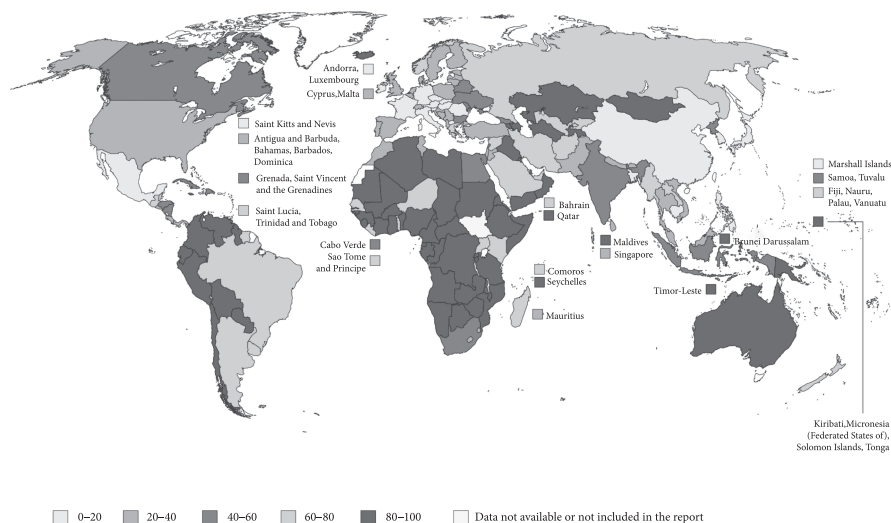 Andorra,
Luxembourg
Cyprus,Malta
Saint Kitts and Nevis
Antigua and Barbuda,
Bahamas, Barbados,
Dominica
Grenada, Saint Vincent
and the Grenadines
Saint Lucia,
Trinidad and Tobago
Cabo Verde
Sao Tome
and Principe
Bahrain
Qatar
Maldives
Singapore
Comoros
Seychelles
Mauritius
Brunei Darussalam
Timor-Leste
Marshall Islands
Samoa, Tuvalu
Fiji, Nauru,
Palau, Vanuatu
Kiribati,Micronesia
(Federated States of),
Solomon Islands, Tonga
0–20 20–40 40–60 60–80 80–100 Data not available or not included in the report